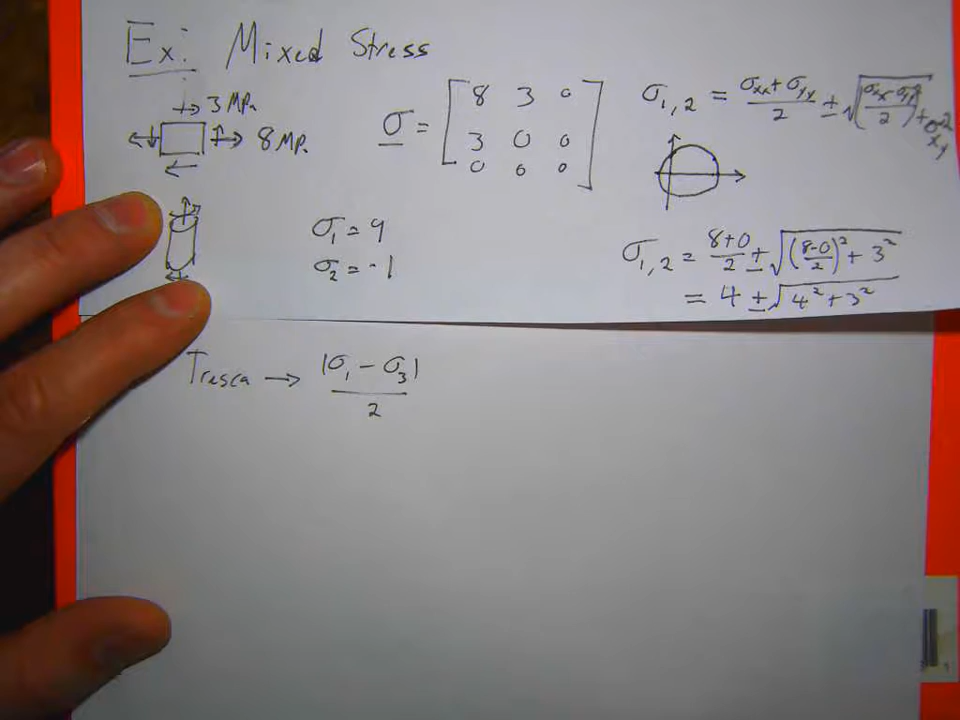 Ex: Mixed Stress
3 MPa
8 MPa
σ = [8 3 0
3 0 0
0 0 0]
σ1,2 = (σxx + σyy)/2 ± √((σxx - σyy)/2)² + σxy²
σ1 = 9
σ2 = -1
σ1,2 = (8+0)/2 ± √((8-0)/2)² + 3²
= 4 ± √4² + 3²
Tresca → |σ1 - σ3|/2